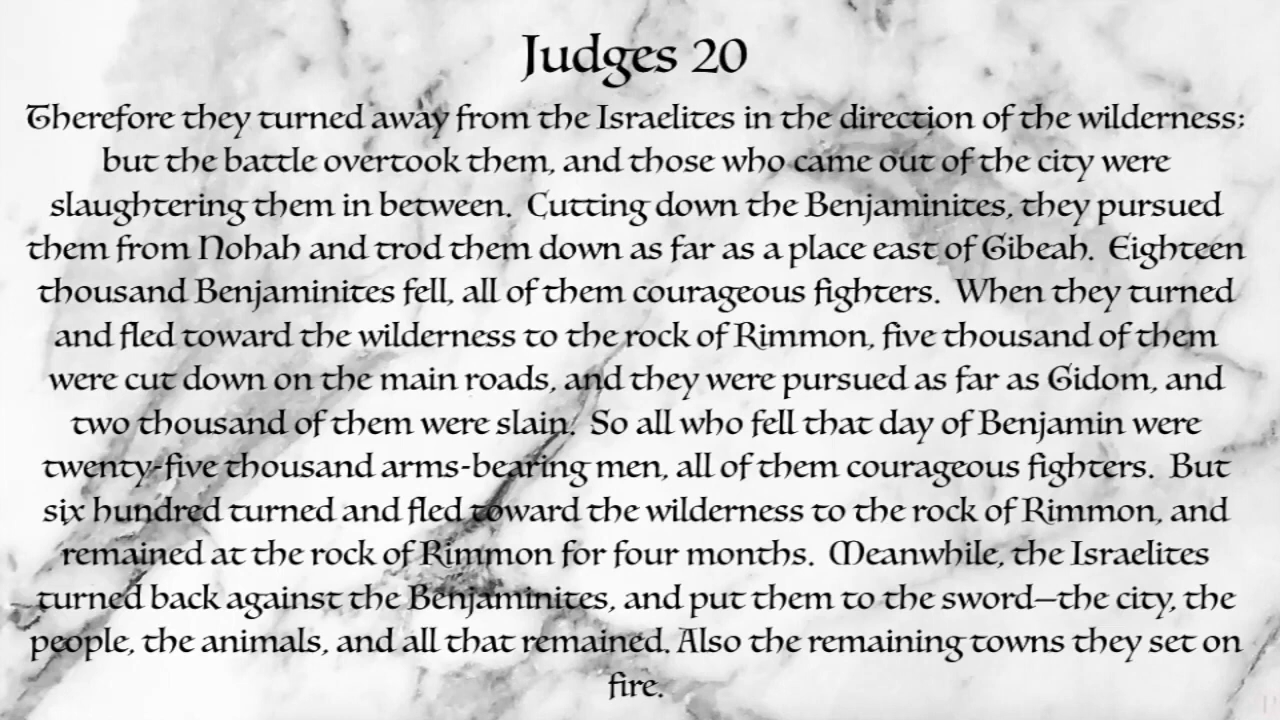 Judges 20
Therefore they turned away from the Israelites in the direction of the wilderness:
but the battle overtook them, and those who came out of the city were
slaughtering them in between.  Cutting down the Benjaminites, they pursued
them from Nohah and trod them down as far as a place east of Gibeah.  Eighteen
thousand Benjaminites fell, all of them courageous fighters.  When they turned
and fled toward the wilderness to the rock of Rimmon, five thousand of them
were cut down on the main roads, and they were pursued as far as Gidom, and
two thousand of them were slain.  So all who fell that day of Benjamin were
twenty-five thousand arms-bearing men, all of them courageous fighters.  But
six hundred turned and fled toward the wilderness to the rock of Rimmon, and
remained at the rock of Rimmon for four months.  Meanwhile, the Israelites
turned back against the Benjaminites, and put them to the sword—the city, the
people, the animals, and all that remained. Also the remaining towns they set on
fire.